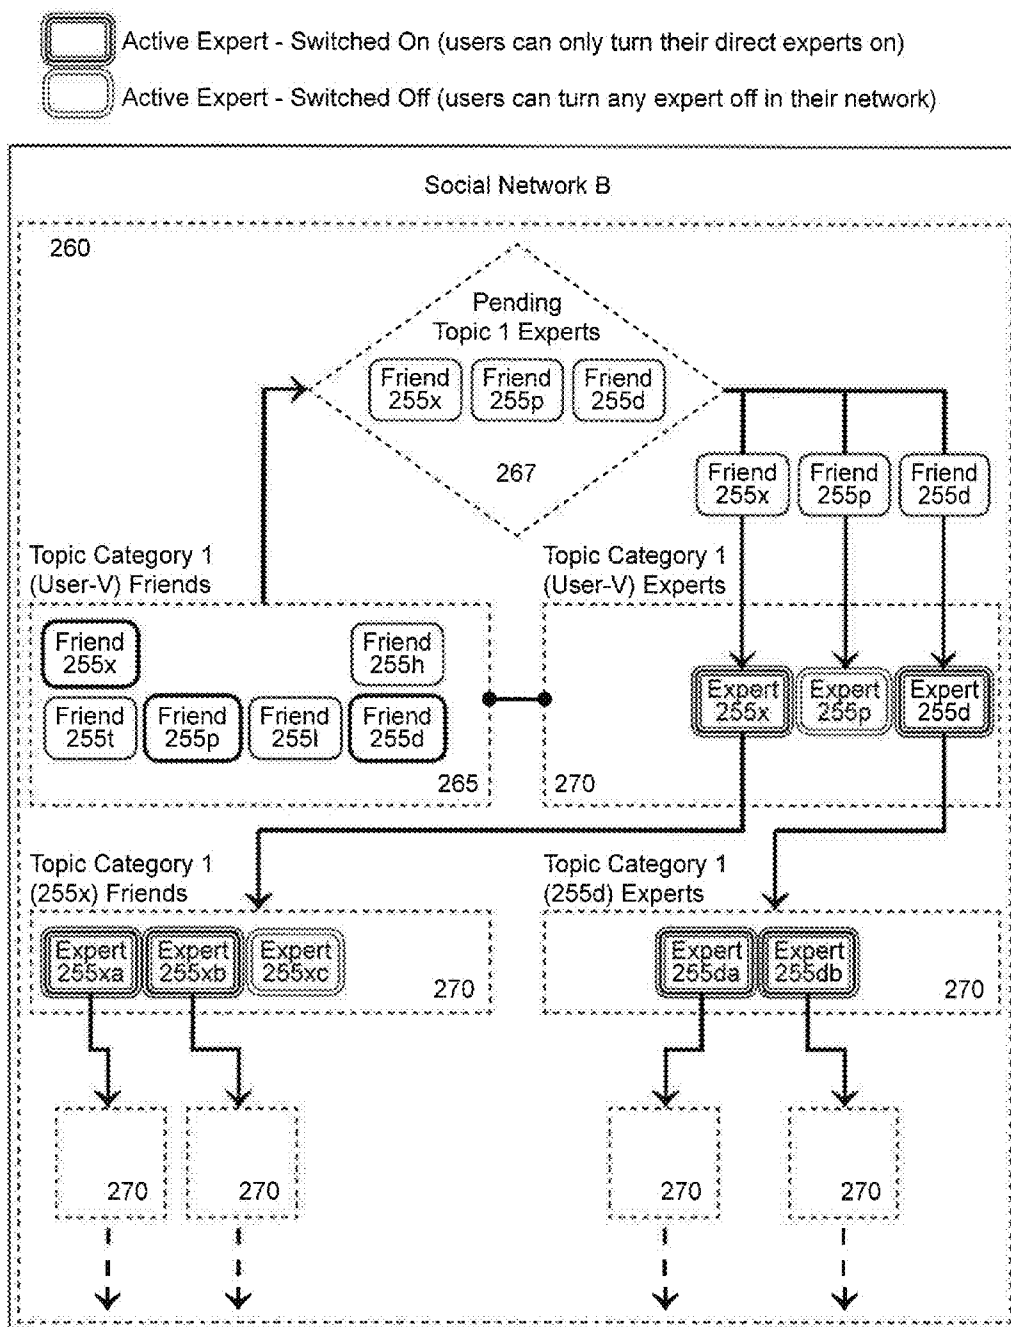 Active Expert - Switched On (users can only turn their direct experts on)
Active Expert - Switched Off (users can turn any expert off in their network)
Social Network B
260
Pending
Topic 1 Experts
Friend
255x
Friend
255p
Friend
255d
267
Friend
255x
Friend
255p
Friend
255d
Topic Category 1
(User-V) Friends
Friend
255x
Friend
255h
Friend
255t
Friend
255p
Friend
255l
Friend
255d
265
Topic Category 1
(User-V) Experts
Expert
255x
Expert
255p
Expert
255d
270
Topic Category 1
(255x) Friends
Expert
255xa
Expert
255xb
Expert
255xc
270
Topic Category 1
(255d) Experts
Expert
255da
Expert
255db
270
270
270
270
270